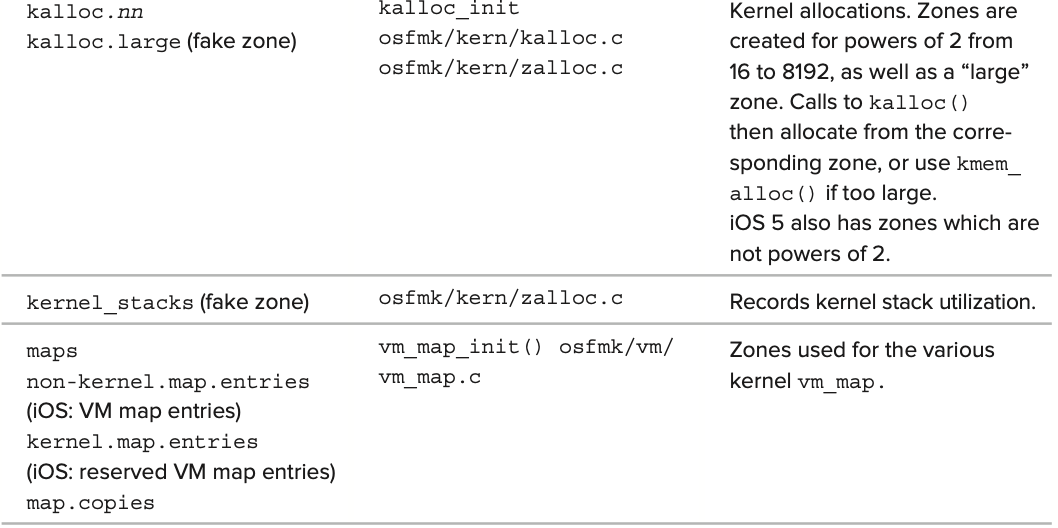 kalloc.nn
kalloc.large (fake zone)
kalloc_init
osfmk/kern/kalloc.c
osfmk/kern/zalloc.c
Kernel allocations. Zones are
created for powers of 2 from
16 to 8192, as well as a “large”
zone. Calls to kalloc()
then allocate from the corre-
sponding zone, or use kmem_
alloc() if too large.
iOS 5 also has zones which are
not powers of 2.
kernel_stacks (fake zone)
osfmk/kern/zalloc.c
Records kernel stack utilization.
maps
non-kernel.map.entries
(iOS: VM map entries)
kernel.map.entries
(iOS: reserved VM map entries)
map.copies
vm_map_init() osfmk/vm/
vm_map.c
Zones used for the various
kernel vm_map.